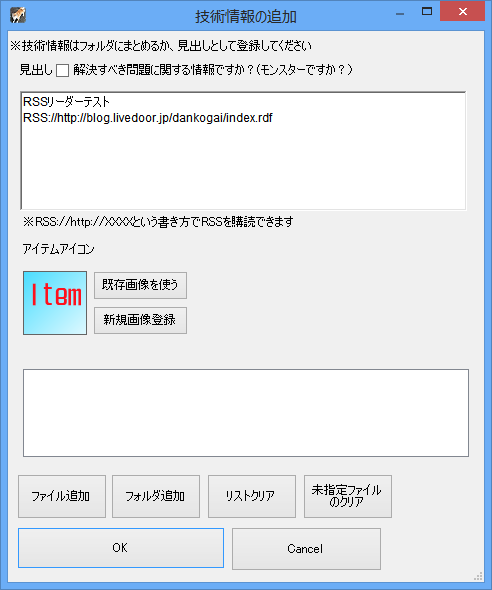 技術情報の追加
※技術情報はフォルダにまとめるか、見出しとして登録してください
見出し 解決すべき問題に関する情報ですか？（モンスターですか？）
RSSリーダーテスト
RSS://http://blog.livedoor.jp/dankogai/index.rdf
※RSS://http://XXXXという書き方でRSSを購読できます
アイテムアイコン
Item
既存画像を使う
新規画像登録
ファイル追加
フォルダ追加
リストクリア
未指定ファイル
のクリア
OK
Cancel